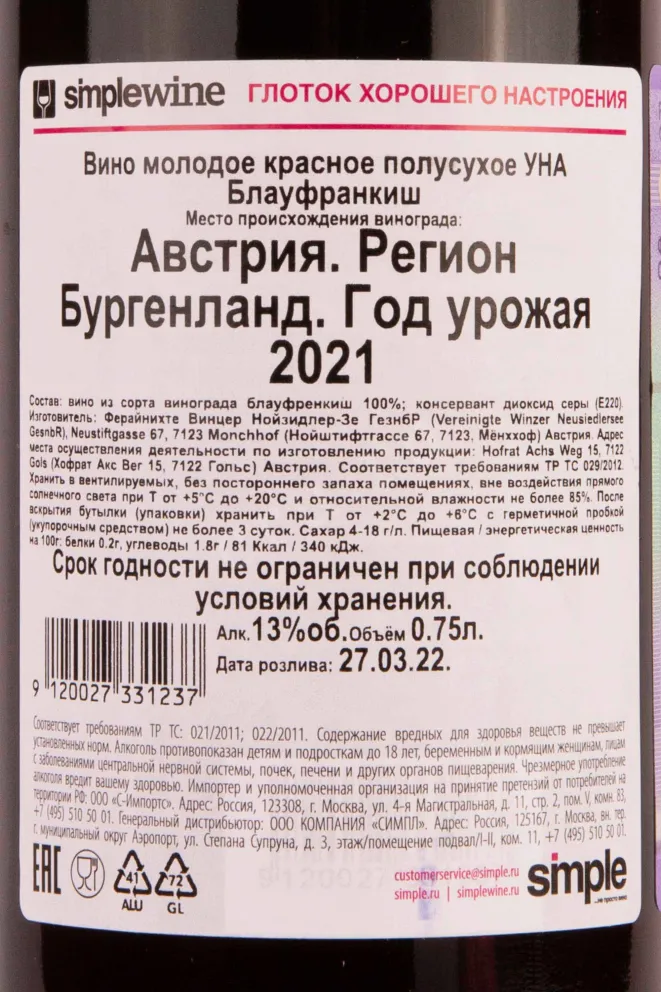 simplewine ГЛОТОК ХОРОШЕГО НАСТРОЕНИЯ
Вино молодое красное полусухое УНА
Блауфранкиш
Место происхождения винограда:
Австрия. Регион
Бургенланд. Год урожая
2021
Состав: вино из сорта винограда блауфренкиш 100%; консервант диоксид серы (Е220).
Изготовитель: Ферайнихте Винцер Нойзидлер-Зе ГезнбР (Vereinigte Winzer Neusiedlersee
GesnbR), Neustiftgasse 67, 7123 Monchhof (Нойштифтгассе 67, 7123, Мёнххоф) Австрия. Адрес
места осуществления деятельности по изготовлению продукции: Hofrat Achs Weg 15, 7122
Gols (Хофрат Акс Вег 15, 7122 Гольс) Австрия. Соответствует требованиям ТР ТС 029/2012.
Хранить в вентилируемых, без постороннего запаха помещениях, вне воздействия прямого
солнечного света при Т от +5°С до +20°С и относительной влажности не более 85%. После
вскрытия бутылки (упаковки) хранить при Т от +2°С до +6°С с герметичной пробкой
(укупорочным средством) не более 3 суток. Сахар 4-18 г/л. Пищевая / энергетическая ценность
на 100г: белки 0.2г, углеводы 1.8г / 81 Ккал / 340 кДж.
Срок годности не ограничен при соблюдении
условий хранения.
Алк. 13%об. Объём 0.75л.
Дата розлива: 27.03.22.
9 120027 331237
Соответствует требованиям ТР ТС: 021/2011; 022/2011. Содержание вредных для здоровья веществ не превышает
установленных норм. Алкоголь противопоказан детям и подросткам до 18 лет, беременным и кормящим женщинам, лицам
с заболеваниями центральной нервной системы, почек, печени и других органов пищеварения. Чрезмерное употребление
алкоголя вредит вашему здоровью. Импортер и уполномоченная организация на принятие претензий от потребителей на
территории РФ: ООО «С-Импортс». Адрес: Россия, 123308, г. Москва, ул. 4-я Магистральная, д. 11, стр. 2, пом. V, комн. 83,
+7 (495) 510 50 01. Генеральный дистрибьютор: ООО КОМПАНИЯ «СИМПЛ». Адрес: Россия, 125167, г. Москва, вн. тер.
г. муниципальный округ Аэропорт, ул. Степана Супруна, д. 3, этаж/помещение подвал/I-II, ком. 11, +7 (495) 510 50 01.
EAC
41
ALU
72
GL
customerservice@simple.ru
simple.ru | simplewine.ru
simple
...не просто вино